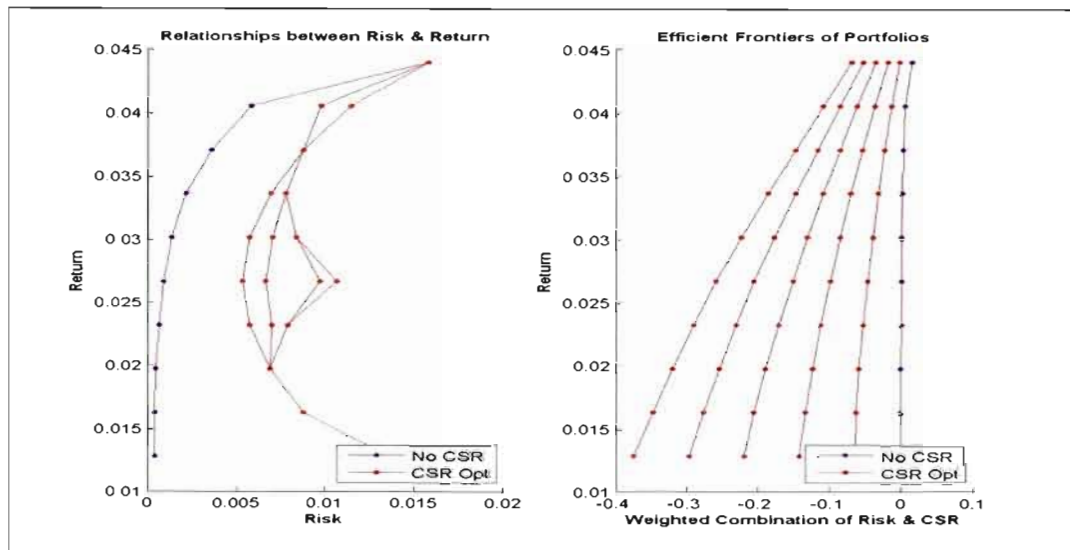 Relationships between Risk & Return
0.045
0.04
0.035
0.03
0.025
0.02
0.015
0.01
Return
0
0.005
0.01
0.015
0.02
Risk
No CSR
CSR Opt
Efficient Frontiers of Portfolios
0.045
0.04
0.035
0.03
0.025
0.02
0.015
0.01
Return
-0.4
-0.3
-0.2
-0.1
0
0.1
Weighted Combination of Risk & CSR
No CSR
CSR Opt